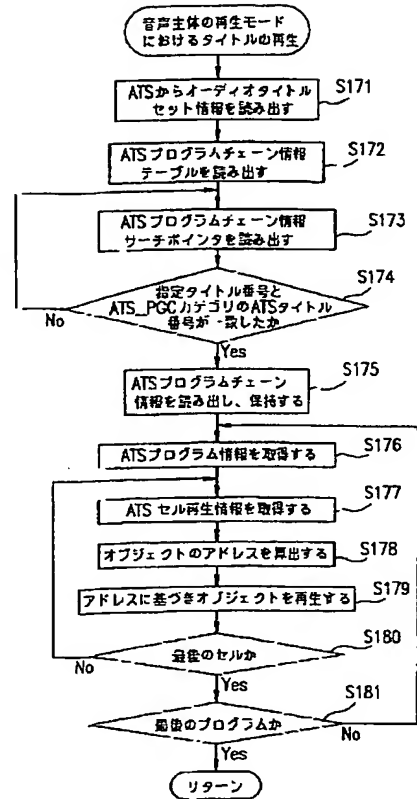 音声主体の再生モード
におけるタイトルの再生
S171
ATSからオーディオタイトル
セット情報を読み出す
S172
ATSプログラムチェーン情報
テーブルを読み出す
S173
ATSプログラムチェーン情報
サーチポインタを読み出す
S174
指定タイトル番号と
ATS_PGCカテゴリのATSタイトル
番号が一致したか
No
Yes
S175
ATSプログラムチェーン
情報を読み出し、保持する
S176
ATSプログラム情報を取得する
S177
ATS セル再生情報を取得する
S178
オブジェクトのアドレスを算出する
S179
アドレスに基づきオブジェクトを再生する
S180
最後のセルか
No
Yes
S181
最後のプログラムか
No
Yes
リターン